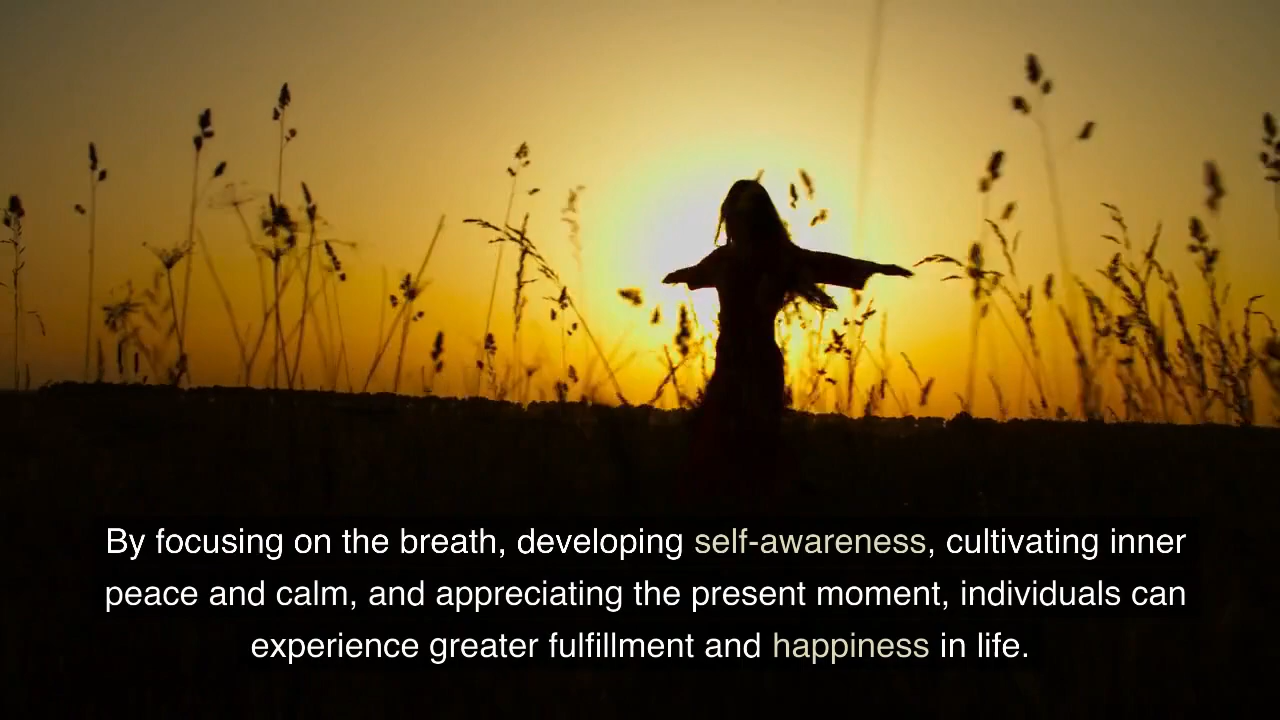 By focusing on the breath, developing self-awareness, cultivating inner
peace and calm, and appreciating the present moment, individuals can
experience greater fulfillment and happiness in life.